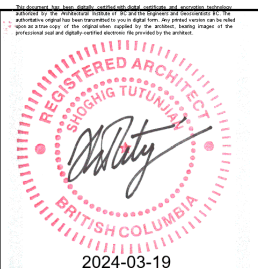 This document has been digitally certified with digital certificate and encryption technology
authorized by the Architectural Institute of BC and the Engineers and Geoscientists BC. The
authoritative original has been transmitted to you in digital form. Any printed version can be relied
upon as a true copy of the original when supplied by the architect, bearing images of the
professional seal and digitally-certified electronic file provided by the architect.
REGISTERED ARCHITECT
SHOGHIG TUTUNJIAN
BRITISH COLUMBIA
2024-03-19